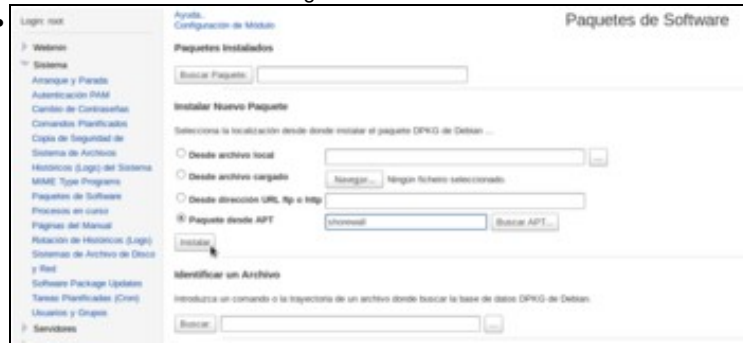 Login: root
Ayuda..
Configuración de Módulo
Paquetes de Software
Webmin
Sistema
Arranque y Parada
Autenticación PAM
Cambio de Contraseñas
Comandos Planificados
Copia de Seguridad de
Sistema de Archivos
Históricos (Logs) del Sistema
MIME Type Programs
Paquetes de Software
Procesos en curso
Páginas del Manual
Rotación de Históricos (Logs)
Sistemas de Archivo de Disco
y Red
Software Package Updates
Tareas Planificadas (Cron)
Usuarios y Grupos
Servidores
Paquetes Instalados
Buscar Paquete
Instalar Nuevo Paquete
Selecciona la localización desde donde instalar el paquete DPKG de Debian ...
Desde archivo local
...
Desde archivo cargado
Navegar...
Ningún fichero seleccionado.
Desde dirección URL ftp o http
Paquete desde APT
shorewall
Buscar APT...
Instalar
Identificar un Archivo
Introduzca un comando o la trayectoria de un archivo donde buscar la base de datos DPKG de Debian.
Buscar
...